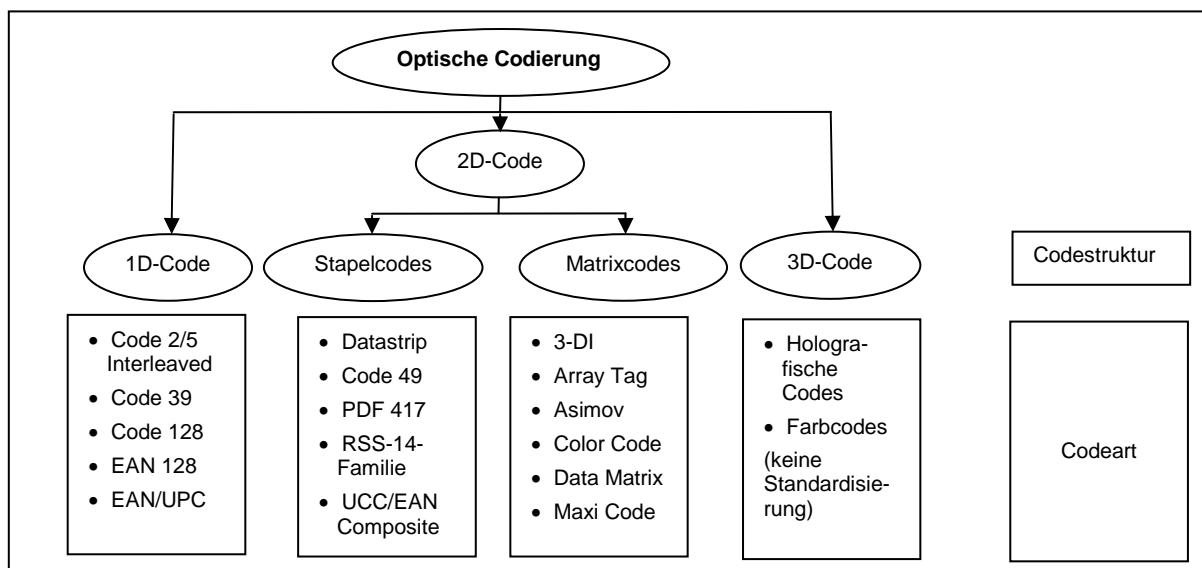 Optische Codierung
2D-Code
1D-Code
Stapelcodes
Matrixcodes
3D-Code
Codestruktur
• Code 2/5
Interleaved
• Code 39
• Code 128
• EAN 128
• EAN/UPC
• Datastrip
• Code 49
• PDF 417
• RSS-14-
Familie
• UCC/EAN
Composite
• 3-DI
• Array Tag
• Asimov
• Color Code
• Data Matrix
• Maxi Code
• Hologra-
fische
Codes
• Farbcodes
(keine
Standardisie-
rung)
Codeart